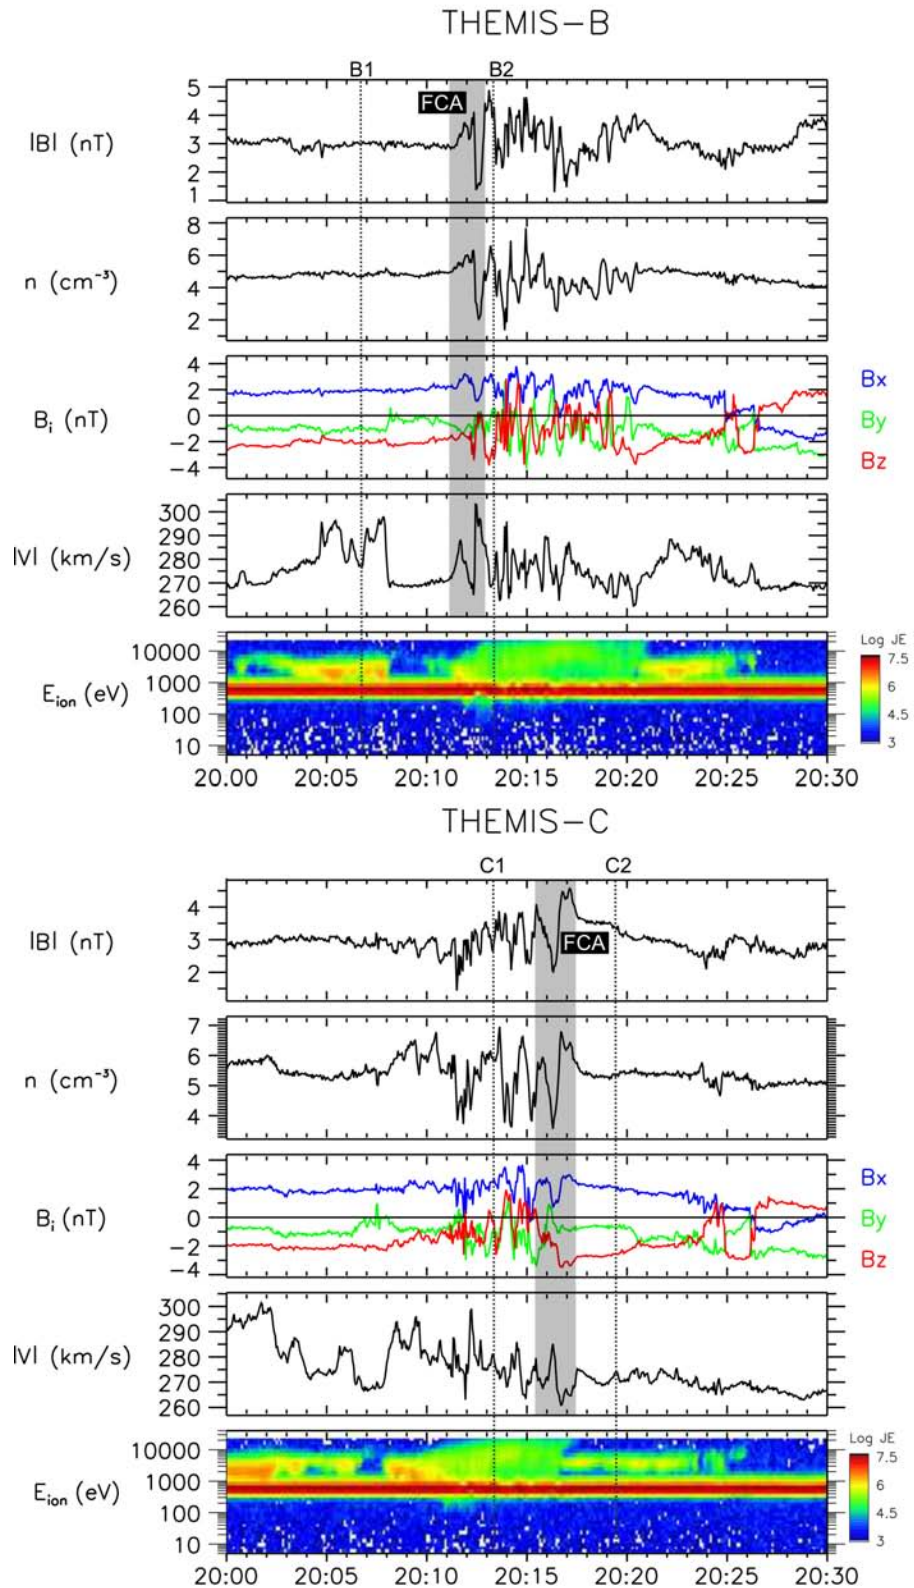 THEMIS-B
B1 B2
FCA
5
4
3
2
1
|B| (nT)
8
6
4
2
n (cm⁻³)
4
2
0
-2
-4
Bᵢ (nT)
Bx
By
Bz
300
290
280
270
260
|V| (km/s)
10000
1000
100
10
E_ion (eV)
Log JE
7.5
6
4.5
3
20:00 20:05 20:10 20:15 20:20 20:25 20:30
THEMIS-C
C1 C2
4
3
2
|B| (nT)
FCA
7
6
5
4
n (cm⁻³)
4
2
0
-2
-4
Bᵢ (nT)
Bx
By
Bz
300
290
280
270
260
|V| (km/s)
10000
1000
100
10
E_ion (eV)
Log JE
7.5
6
4.5
3
20:00 20:05 20:10 20:15 20:20 20:25 20:30